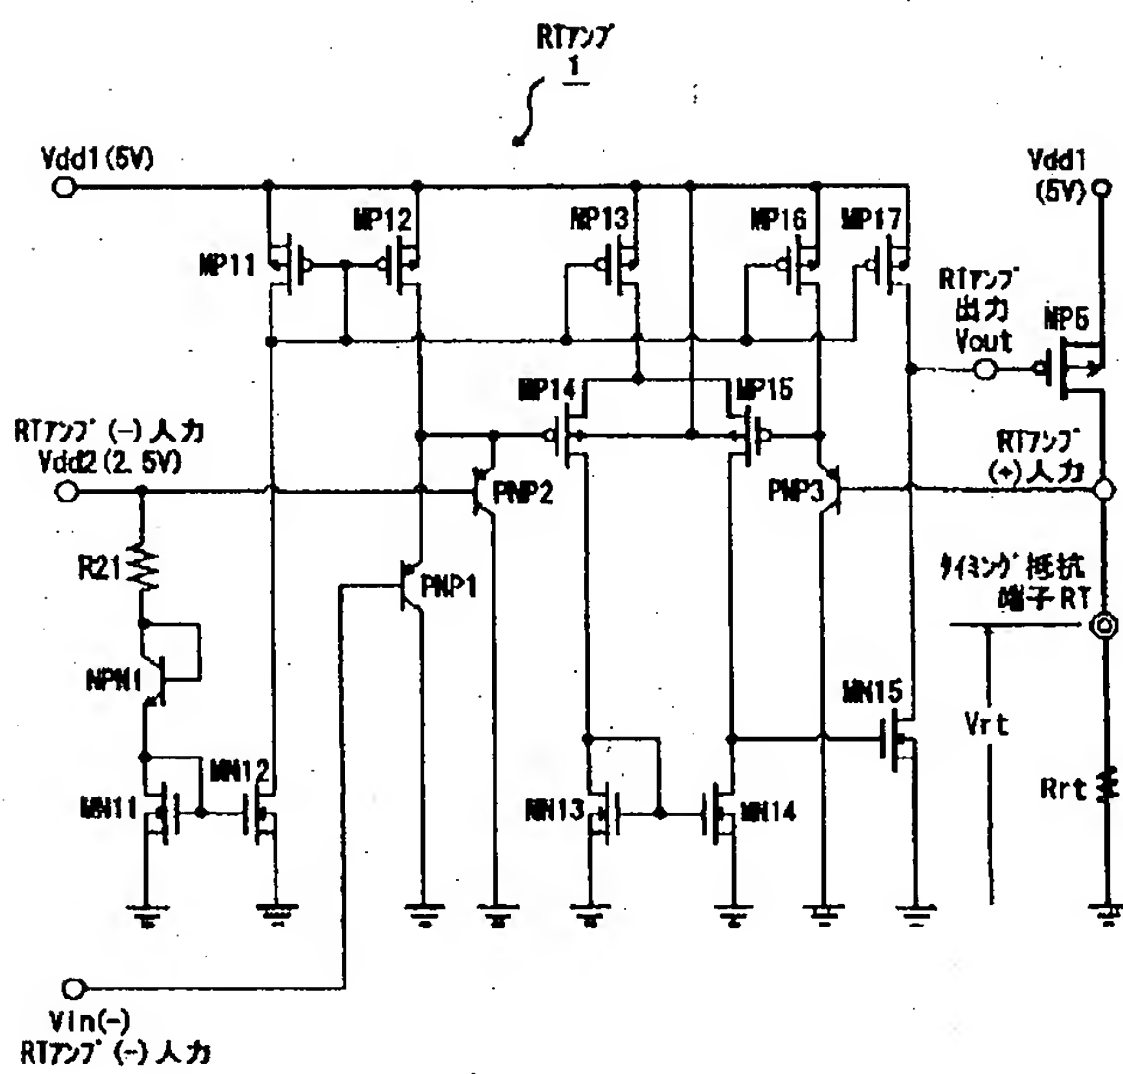 RTアンプ
1
Vdd1(5V)
Vdd1
(5V)
MP11
MP12
MP13
MP16
MP17
RTアンプ
出力
Vout
MP5
MP14
MP15
RTアンプ(-)入力
Vdd2(2.5V)
RTアンプ
(+)入力
PNP2
PNP3
R21
PNP1
タイミング抵抗
端子RT
NPN1
MN15
Vrt
MN11
MN12
MN13
MN14
Rrt
Vin(-)
RTアンプ(-)入力